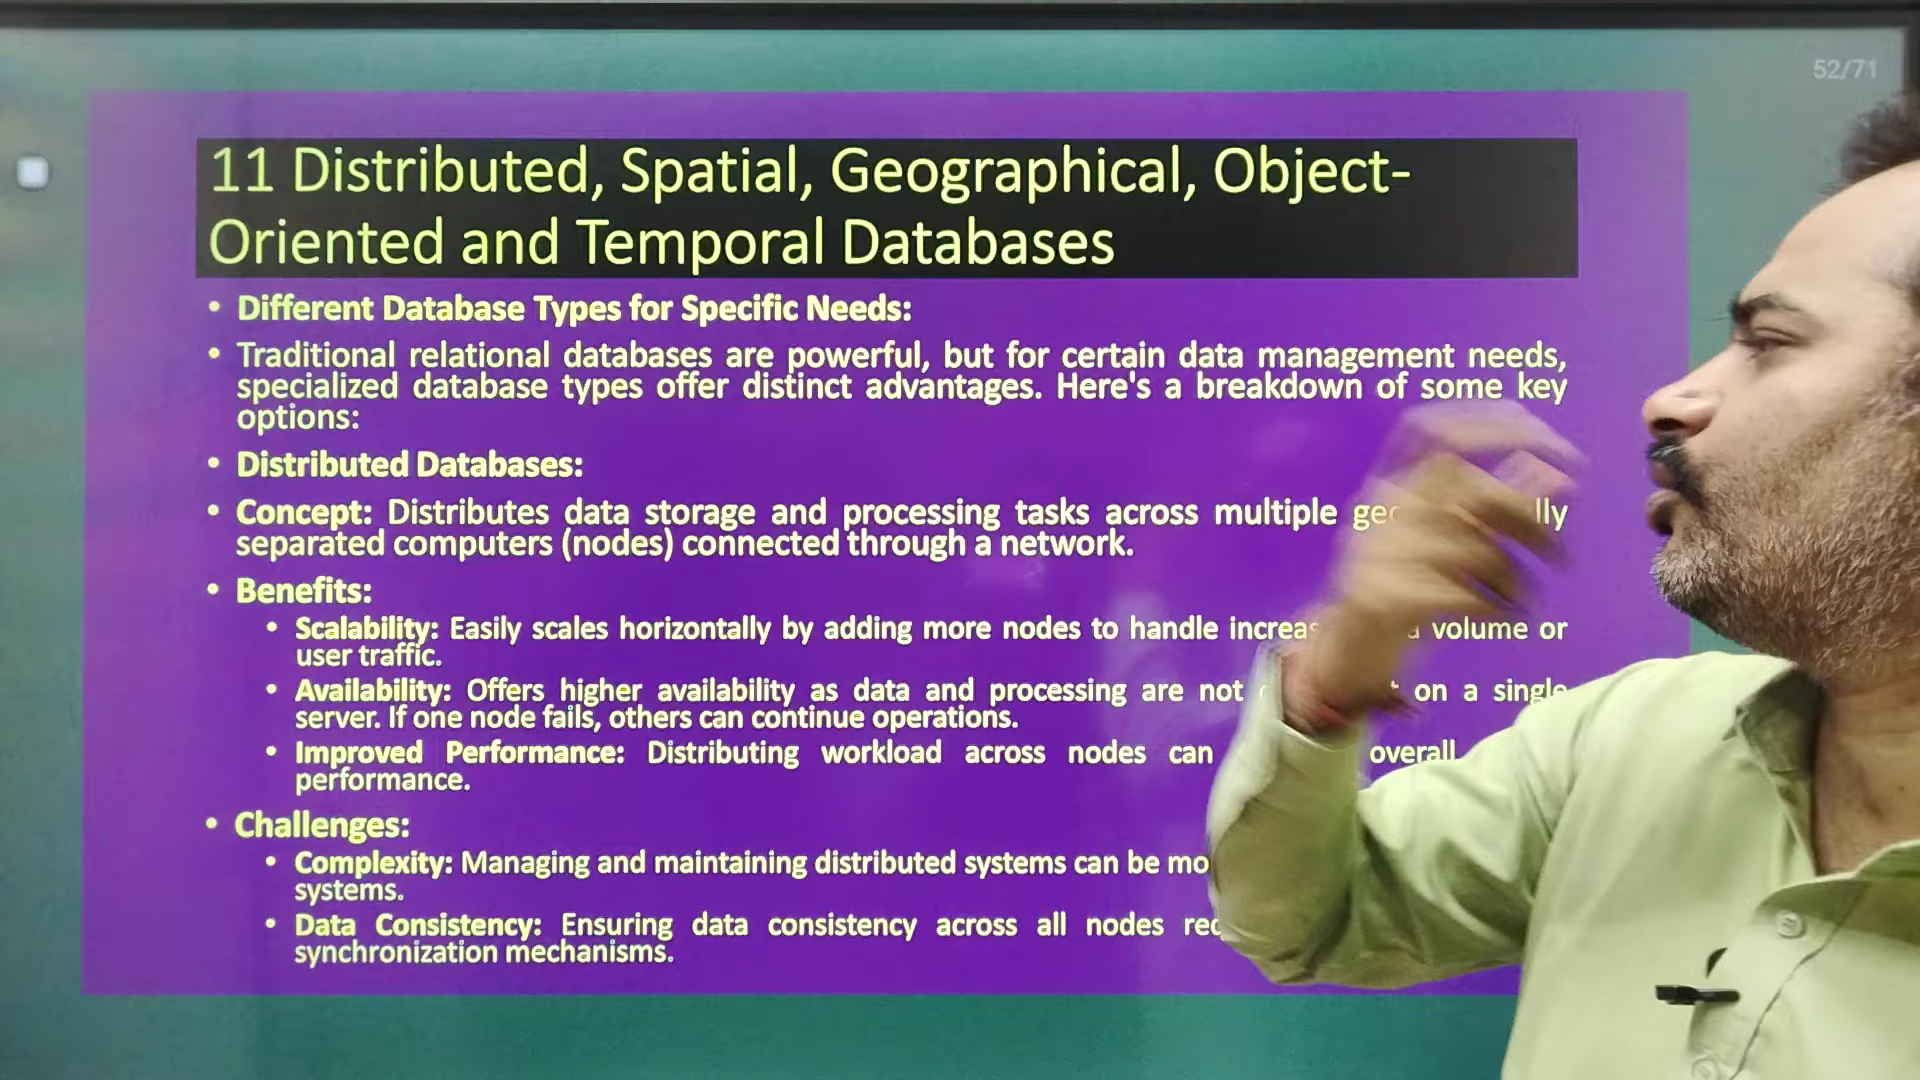 52/71
11 Distributed, Spatial, Geographical, Object-
Oriented and Temporal Databases
• Different Database Types for Specific Needs:
• Traditional relational databases are powerful, but for certain data management needs,
specialized database types offer distinct advantages. Here's a breakdown of some key
options:
• Distributed Databases:
• Concept: Distributes data storage and processing tasks across multiple
separated computers (nodes) connected through a network.
• Benefits:
• Scalability: Easily scales horizontally by adding more nodes to handle volume or
user traffic.
• Availability: Offers higher availability as data and processing are not on a single
server. If one node fails, others can continue operations.
• Improved Performance: Distributing workload across nodes can overall
performance.
• Challenges:
• Complexity: Managing and maintaining distributed systems can be
systems.
• Data Consistency: Ensuring data consistency across all nodes
synchronization mechanisms.